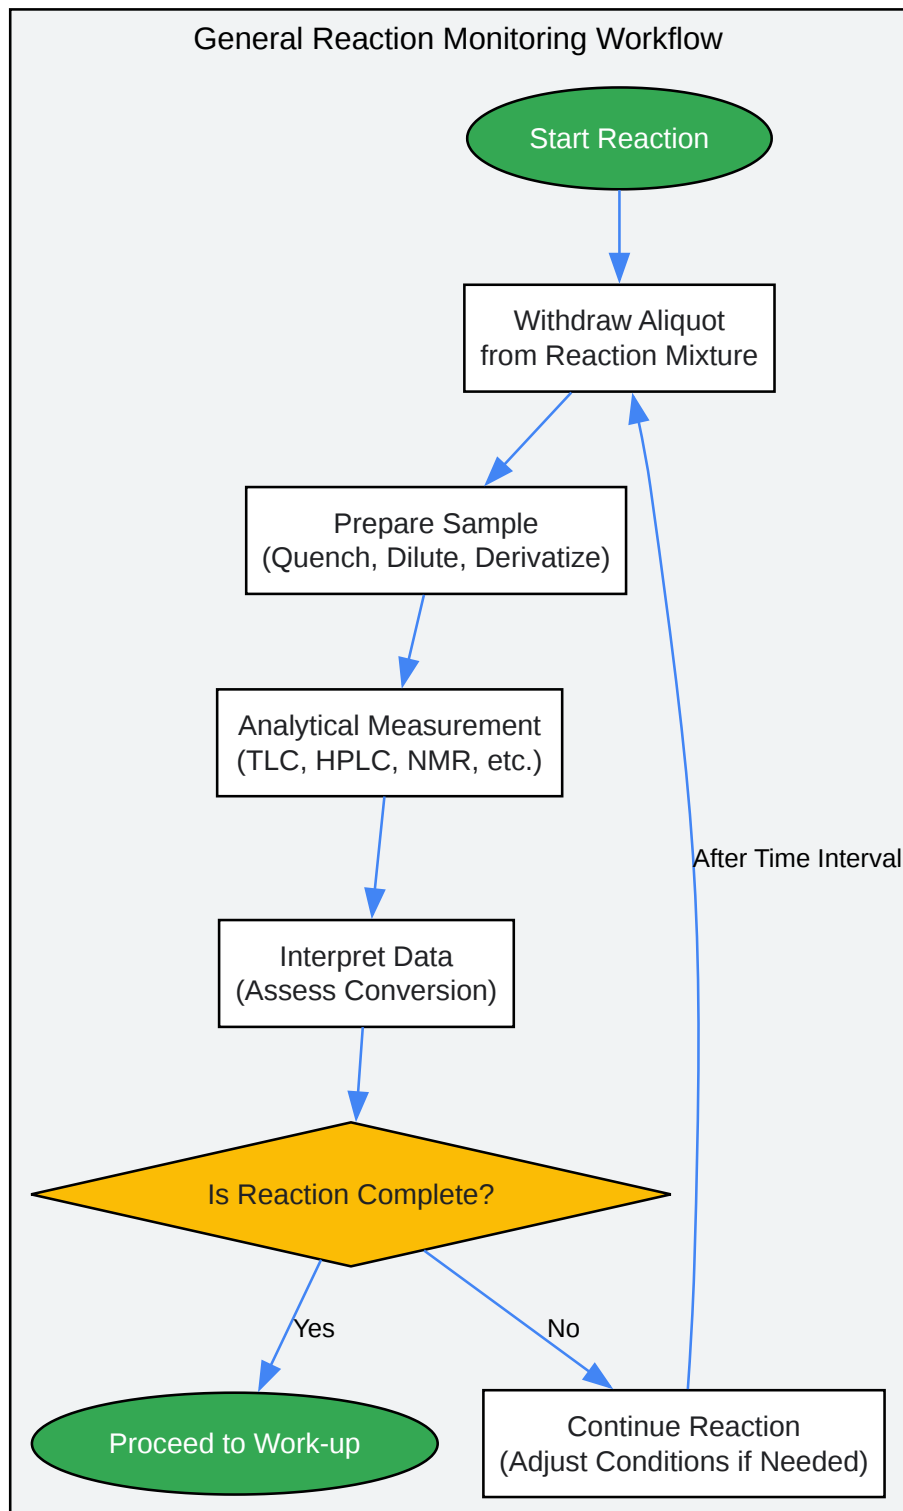 General Reaction Monitoring Workflow
Start Reaction
Withdraw Aliquot
from Reaction Mixture
Prepare Sample
(Quench, Dilute, Derivatize)
Analytical Measurement
(TLC, HPLC, NMR, etc.)
After Time Interval
Interpret Data
(Assess Conversion)
Is Reaction Complete?
Yes
No
Proceed to Work-up
Continue Reaction
(Adjust Conditions if Needed)